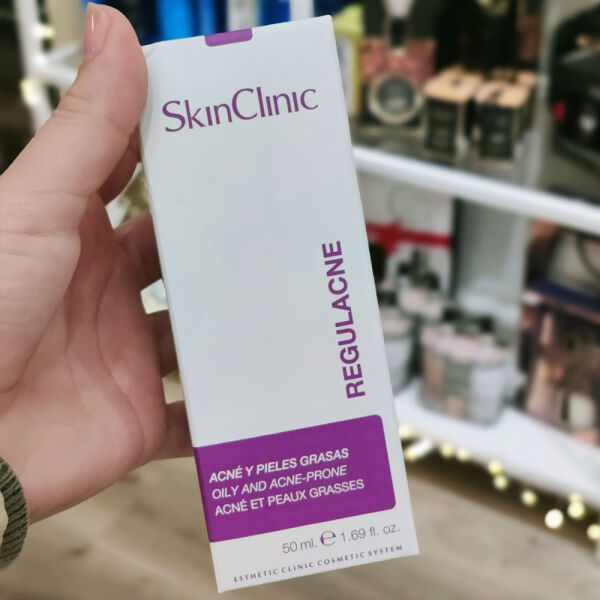 SkinClinic
REGULACNE
ACNÉ Y PIELES GRASAS
OILY AND ACNE-PRONE
ACNÉ ET PEAUX GRASSES
50 ml. ℮ 1.69 fl. oz.
ESTHETIC CLINIC COSMETIC SYSTEM